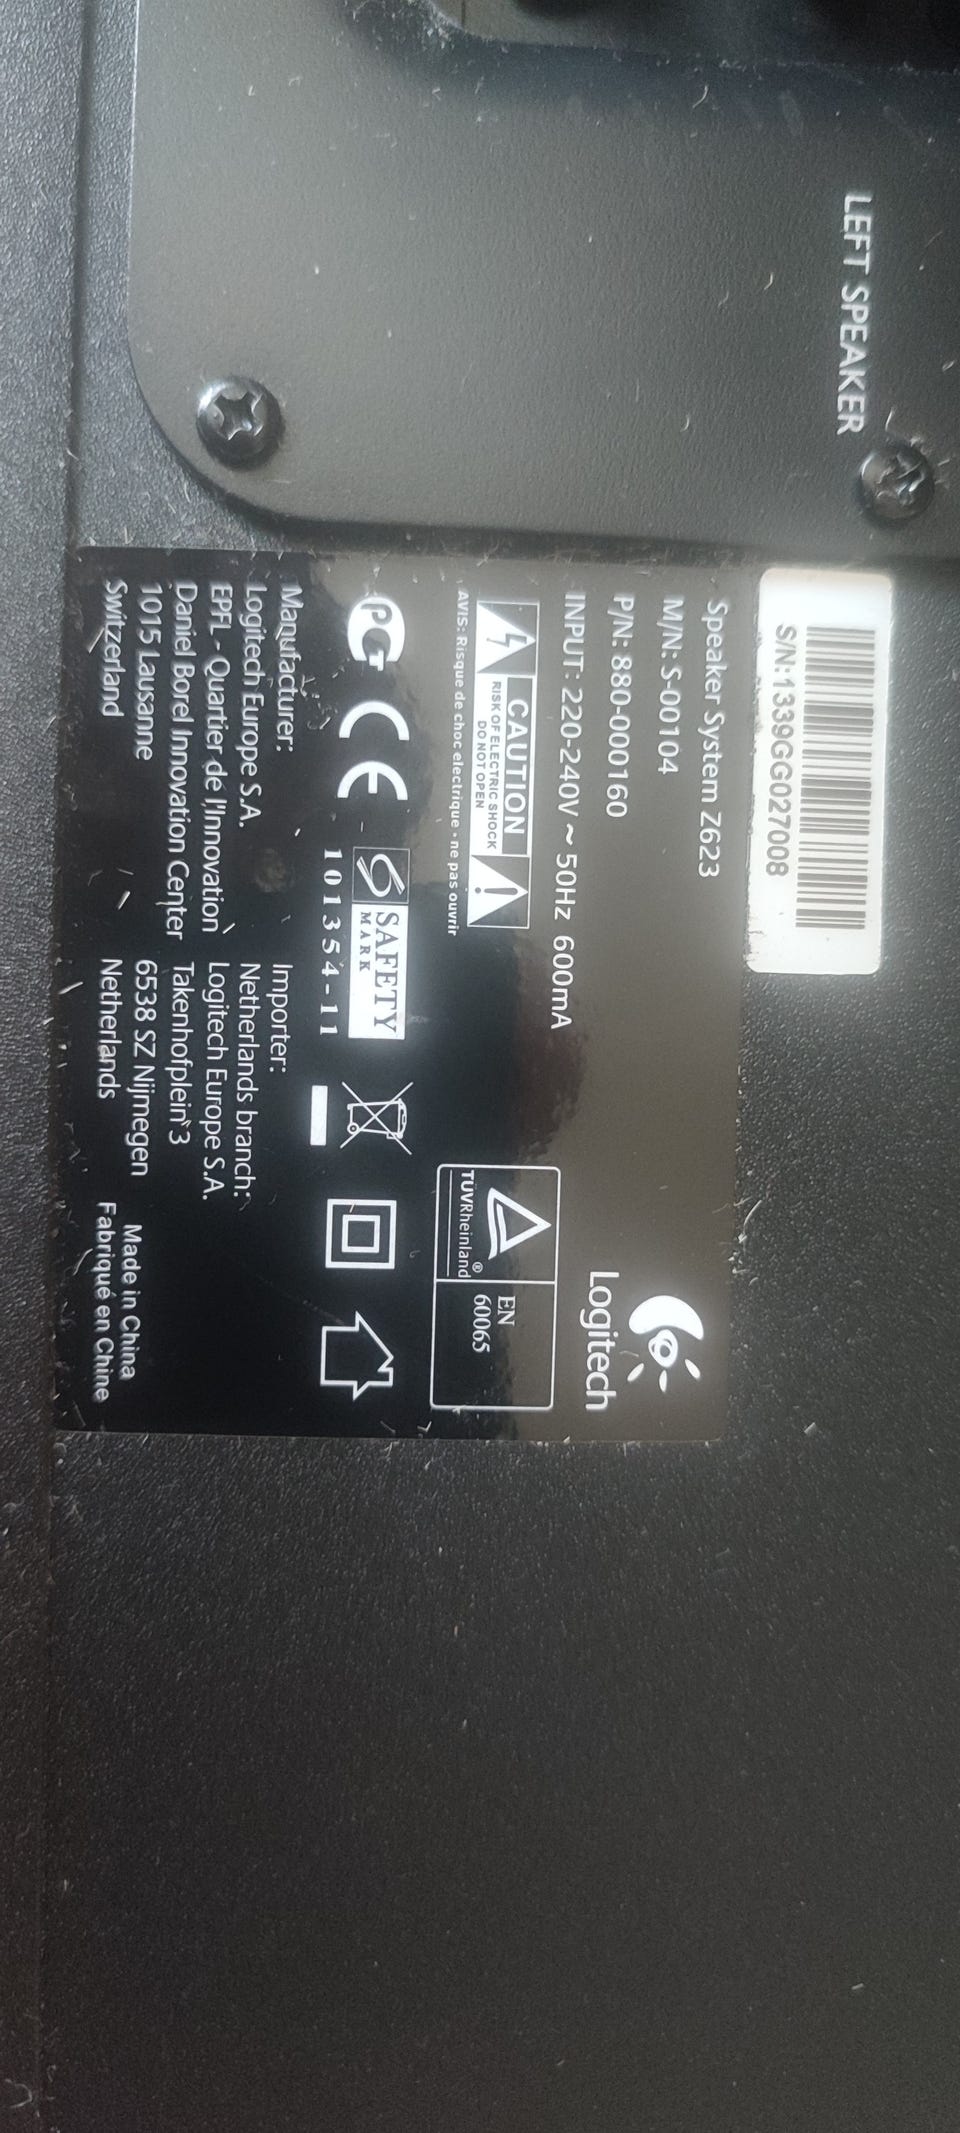 LEFT SPEAKER
S/N:1339GG027008
Speaker System Z623
M/N: S-00104
P/N: 880-000160
INPUT: 220-240V ~ 50Hz 600mA
Logitech
CAUTION
RISK OF ELECTRIC SHOCK
DO NOT OPEN
AVIS: Risque de choc electrique - ne pas ouvrir
TÜVRheinland®
EN
60065
PG CE
SAFETY
MARK
101354-11
Manufacturer:
Logitech Europe S.A.
EPFL - Quartier de l'Innovation
Daniel Borel Innovation Center
1015 Lausanne
Switzerland
Importer:
Netherlands branch:
Logitech Europe S.A.
Takenhofplein 3
6538 SZ Nijmegen
Netherlands
Made in China
Fabriqué en Chine